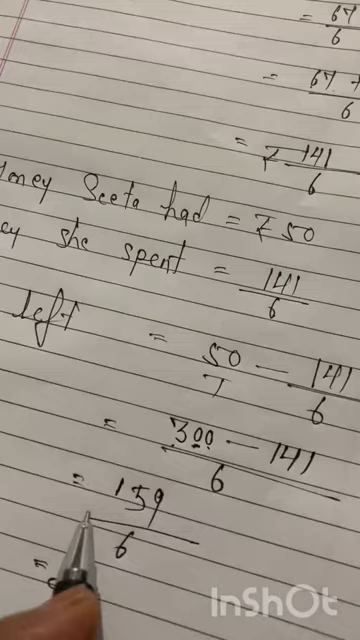 = 67/6
= 67 +/6
= ₹ 141/6
Money Seeta had = ₹ 50
she spent = 141/6
left = 50/1 - 141/6
= 300 - 141/6
= 159/6
=
InShOt